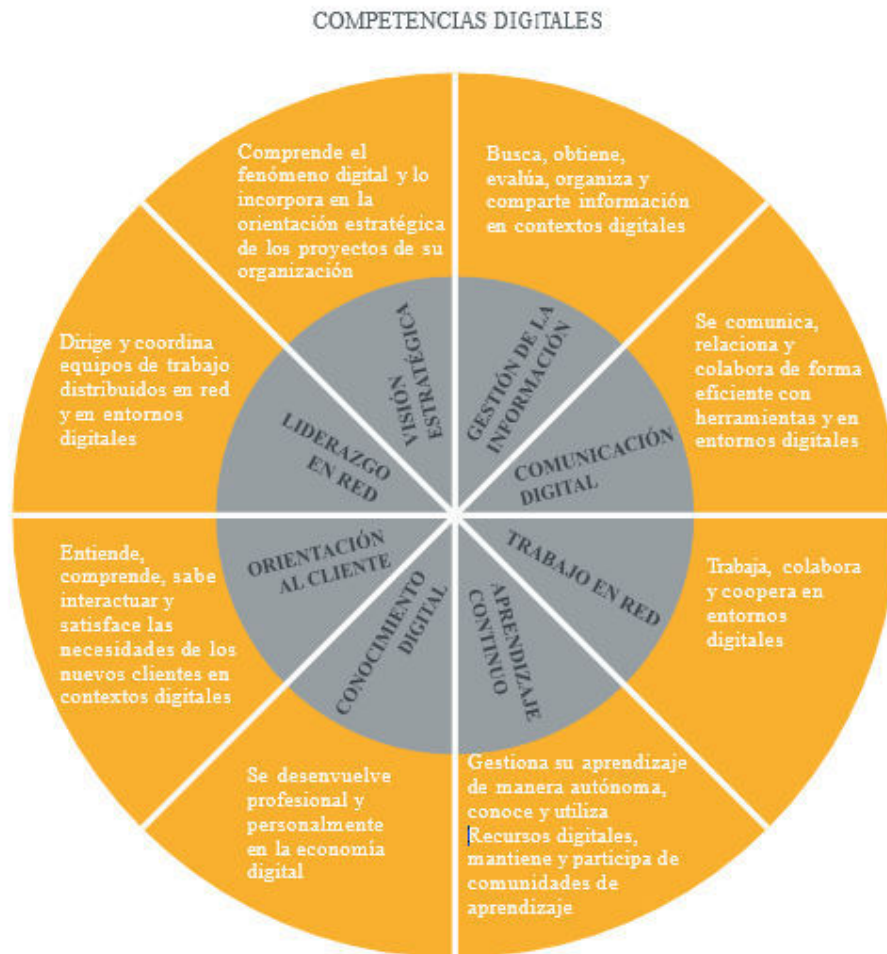 COMPETENCIAS DIGITALES
Comprende el
fenómeno digital y lo
incorpora en la
orientación estratégica
de los proyectos de su
organización
VISIÓN
ESTRATÉGICA
Busca, obtiene,
evalúa, organiza y
comparte información
en contextos digitales
GESTIÓN DE LA
INFORMACIÓN
Se comunica,
relaciona y
colabora de forma
eficiente con
herramientas y en
entornos digitales
COMUNICACIÓN
DIGITAL
Trabaja, colabora
y coopera en
entornos
digitales
TRABAJO EN RED
Gestiona su aprendizaje
de manera autónoma,
conoce y utiliza
Recursos digitales,
mantiene y participa de
comunidades de
aprendizaje
APRENDIZAJE
CONTINUO
Se desenvuelve
profesional y
personalmente
en la economía
digital
CONOCIMIENTO
DIGITAL
Entiende,
comprende, sabe
interactuar y
satisface las
necesidades de los
nuevos clientes en
contextos digitales
ORIENTACIÓN
AL CLIENTE
Dirige y coordina
equipos de trabajo
distribuidos en red
y en entornos
digitales
LIDERAZGO
EN RED